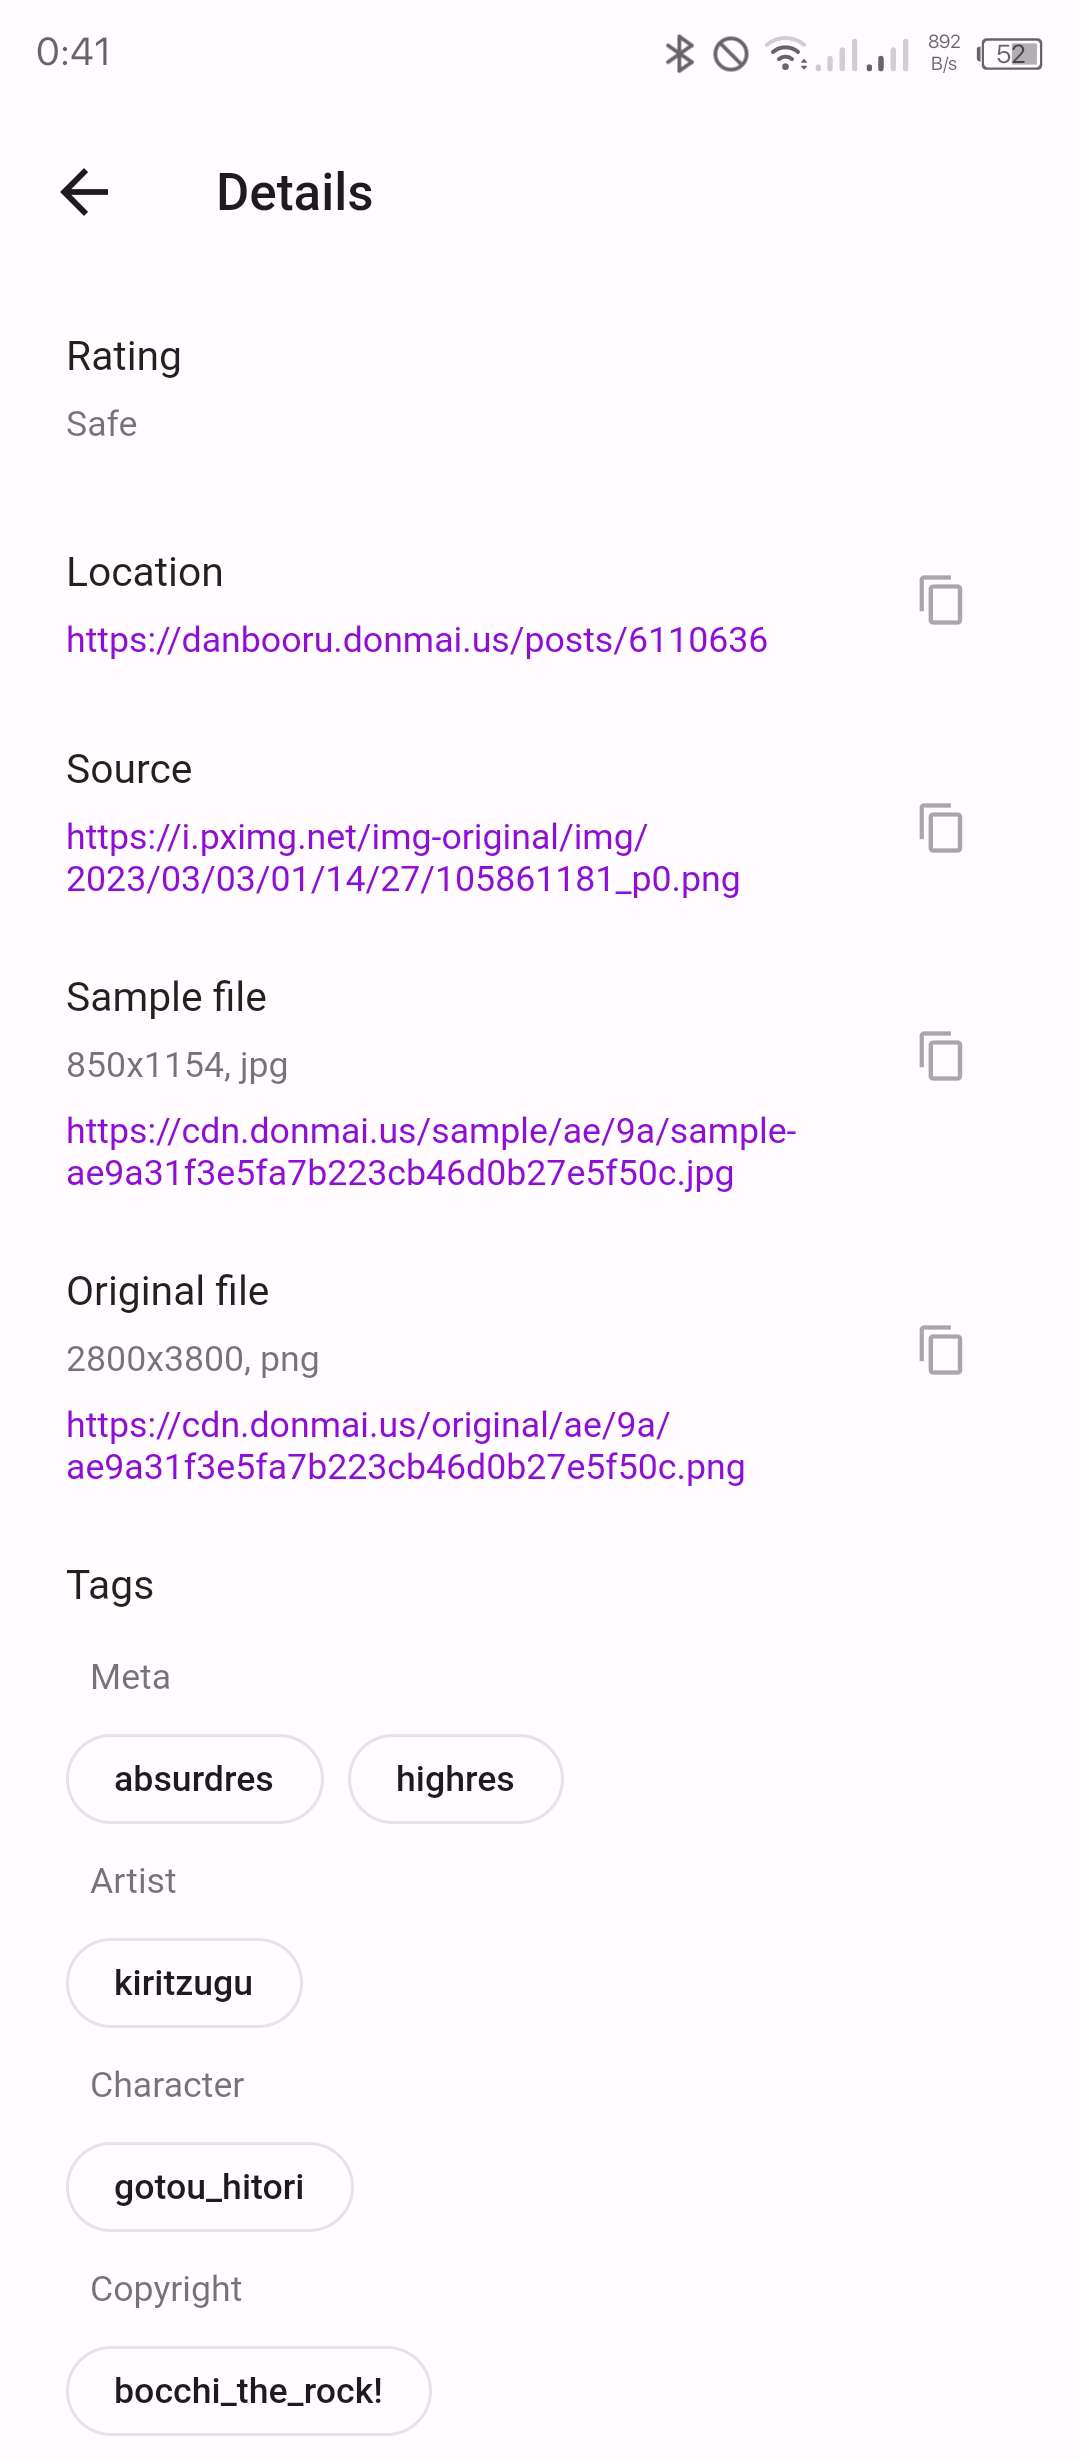 0:41
892
B/s
52
Details
Rating
Safe
Location
https://danbooru.donmai.us/posts/6110636
Source
https://i.pximg.net/img-original/img/
2023/03/03/01/14/27/105861181_p0.png
Sample file
850x1154, jpg
https://cdn.donmai.us/sample/ae/9a/sample-
ae9a31f3e5fa7b223cb46d0b27e5f50c.jpg
Original file
2800x3800, png
https://cdn.donmai.us/original/ae/9a/
ae9a31f3e5fa7b223cb46d0b27e5f50c.png
Tags
Meta
absurdres highres
Artist
kiritzugu
Character
gotou_hitori
Copyright
bocchi_the_rock!